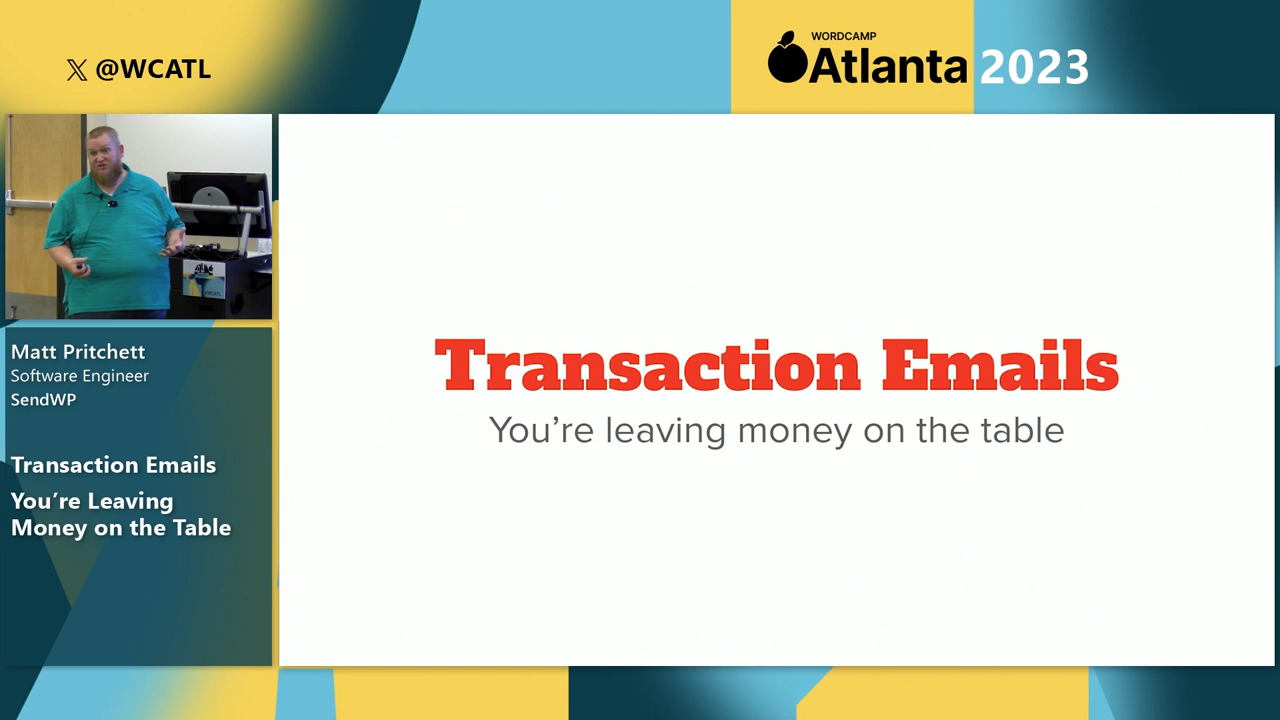 𝕏 @WCATL
WORDCAMP
Atlanta 2023
Matt Pritchett
Software Engineer
SendWP
Transaction Emails
You’re Leaving
Money on the Table
Transaction Emails
You’re leaving money on the table